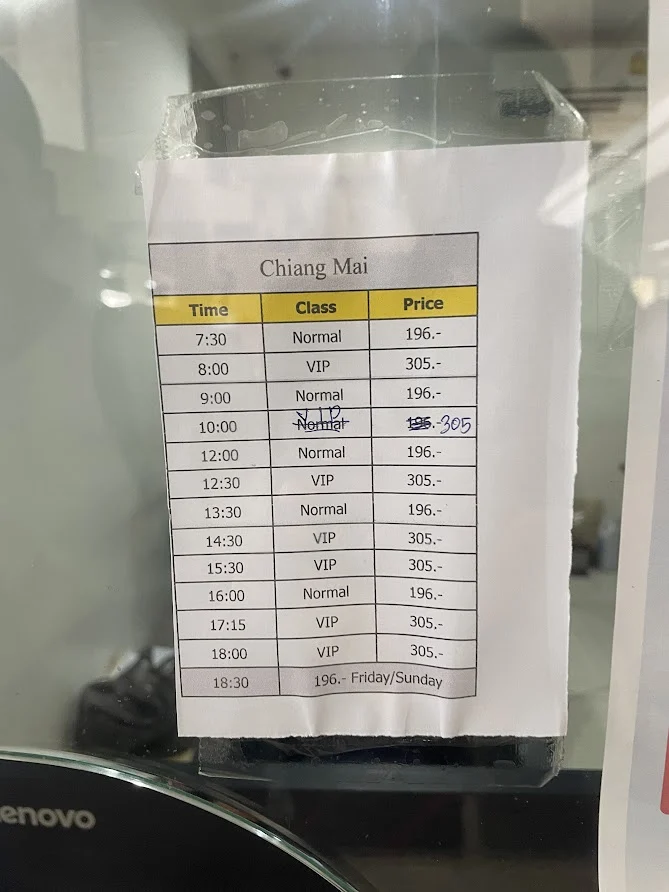 Chiang Mai
Time Class Price
7:30 Normal 196.-
8:00 VIP 305.-
9:00 Normal 196.-
10:00 Normal VIP 196.- 305
12:00 Normal 196.-
12:30 VIP 305.-
13:30 Normal 196.-
14:30 VIP 305.-
15:30 VIP 305.-
16:00 Normal 196.-
17:15 VIP 305.-
18:00 VIP 305.-
18:30 196.- Friday/Sunday
enovo